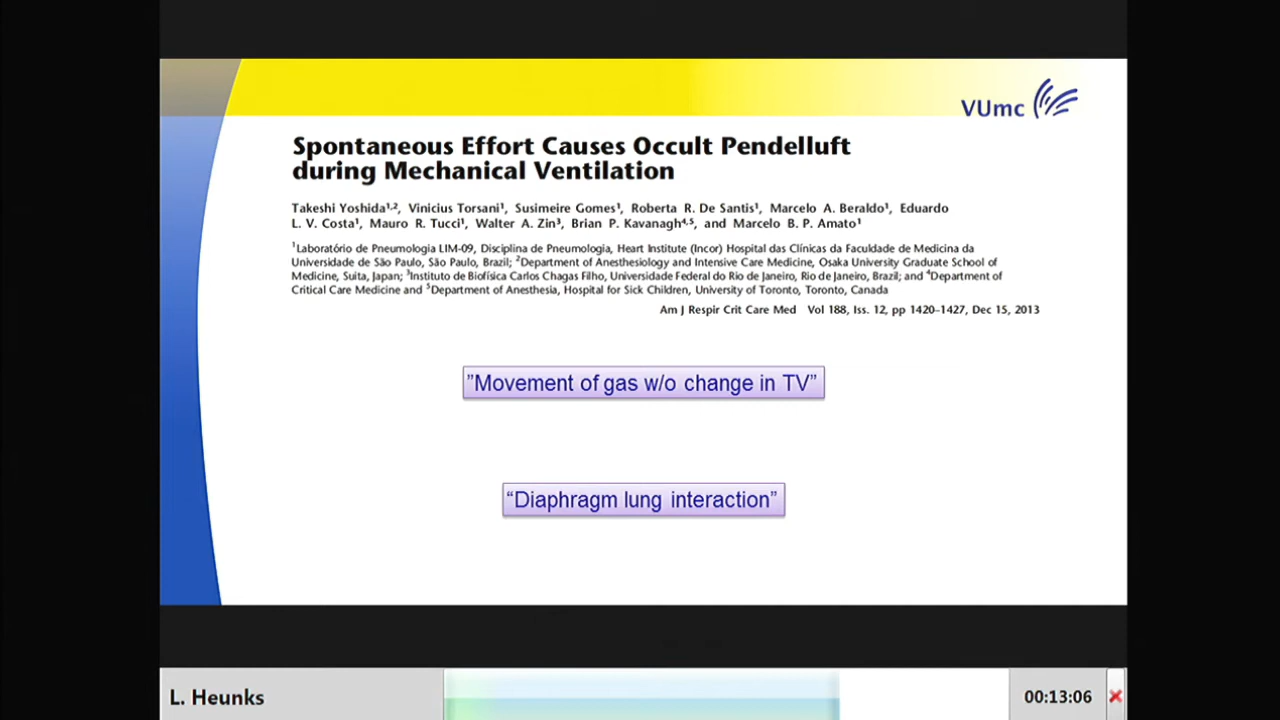 VUmc
Spontaneous Effort Causes Occult Pendelluft
during Mechanical Ventilation
Takeshi Yoshida1,2, Vinicius Torsani1, Susimeire Gomes1, Roberta R. De Santis1, Marcelo A. Beraldo1, Eduardo
L. V. Costa1, Mauro R. Tucci1, Walter A. Zin3, Brian P. Kavanagh4,5, and Marcelo B. P. Amato1
1Laboratório de Pneumologia LIM-09, Disciplina de Pneumologia, Heart Institute (Incor) Hospital das Clínicas da Faculdade de Medicina da
Universidade de São Paulo, São Paulo, Brazil; 2Department of Anesthesiology and Intensive Care Medicine, Osaka University Graduate School of
Medicine, Suita, Japan; 3Instituto de Biofísica Carlos Chagas Filho, Universidade Federal do Rio de Janeiro, Rio de Janeiro, Brazil; and 4Department of
Critical Care Medicine and 5Department of Anesthesia, Hospital for Sick Children, University of Toronto, Toronto, Canada
Am J Respir Crit Care Med Vol 188, Iss. 12, pp 1420–1427, Dec 15, 2013
”Movement of gas w/o change in TV”
“Diaphragm lung interaction”
L. Heunks
00:13:06